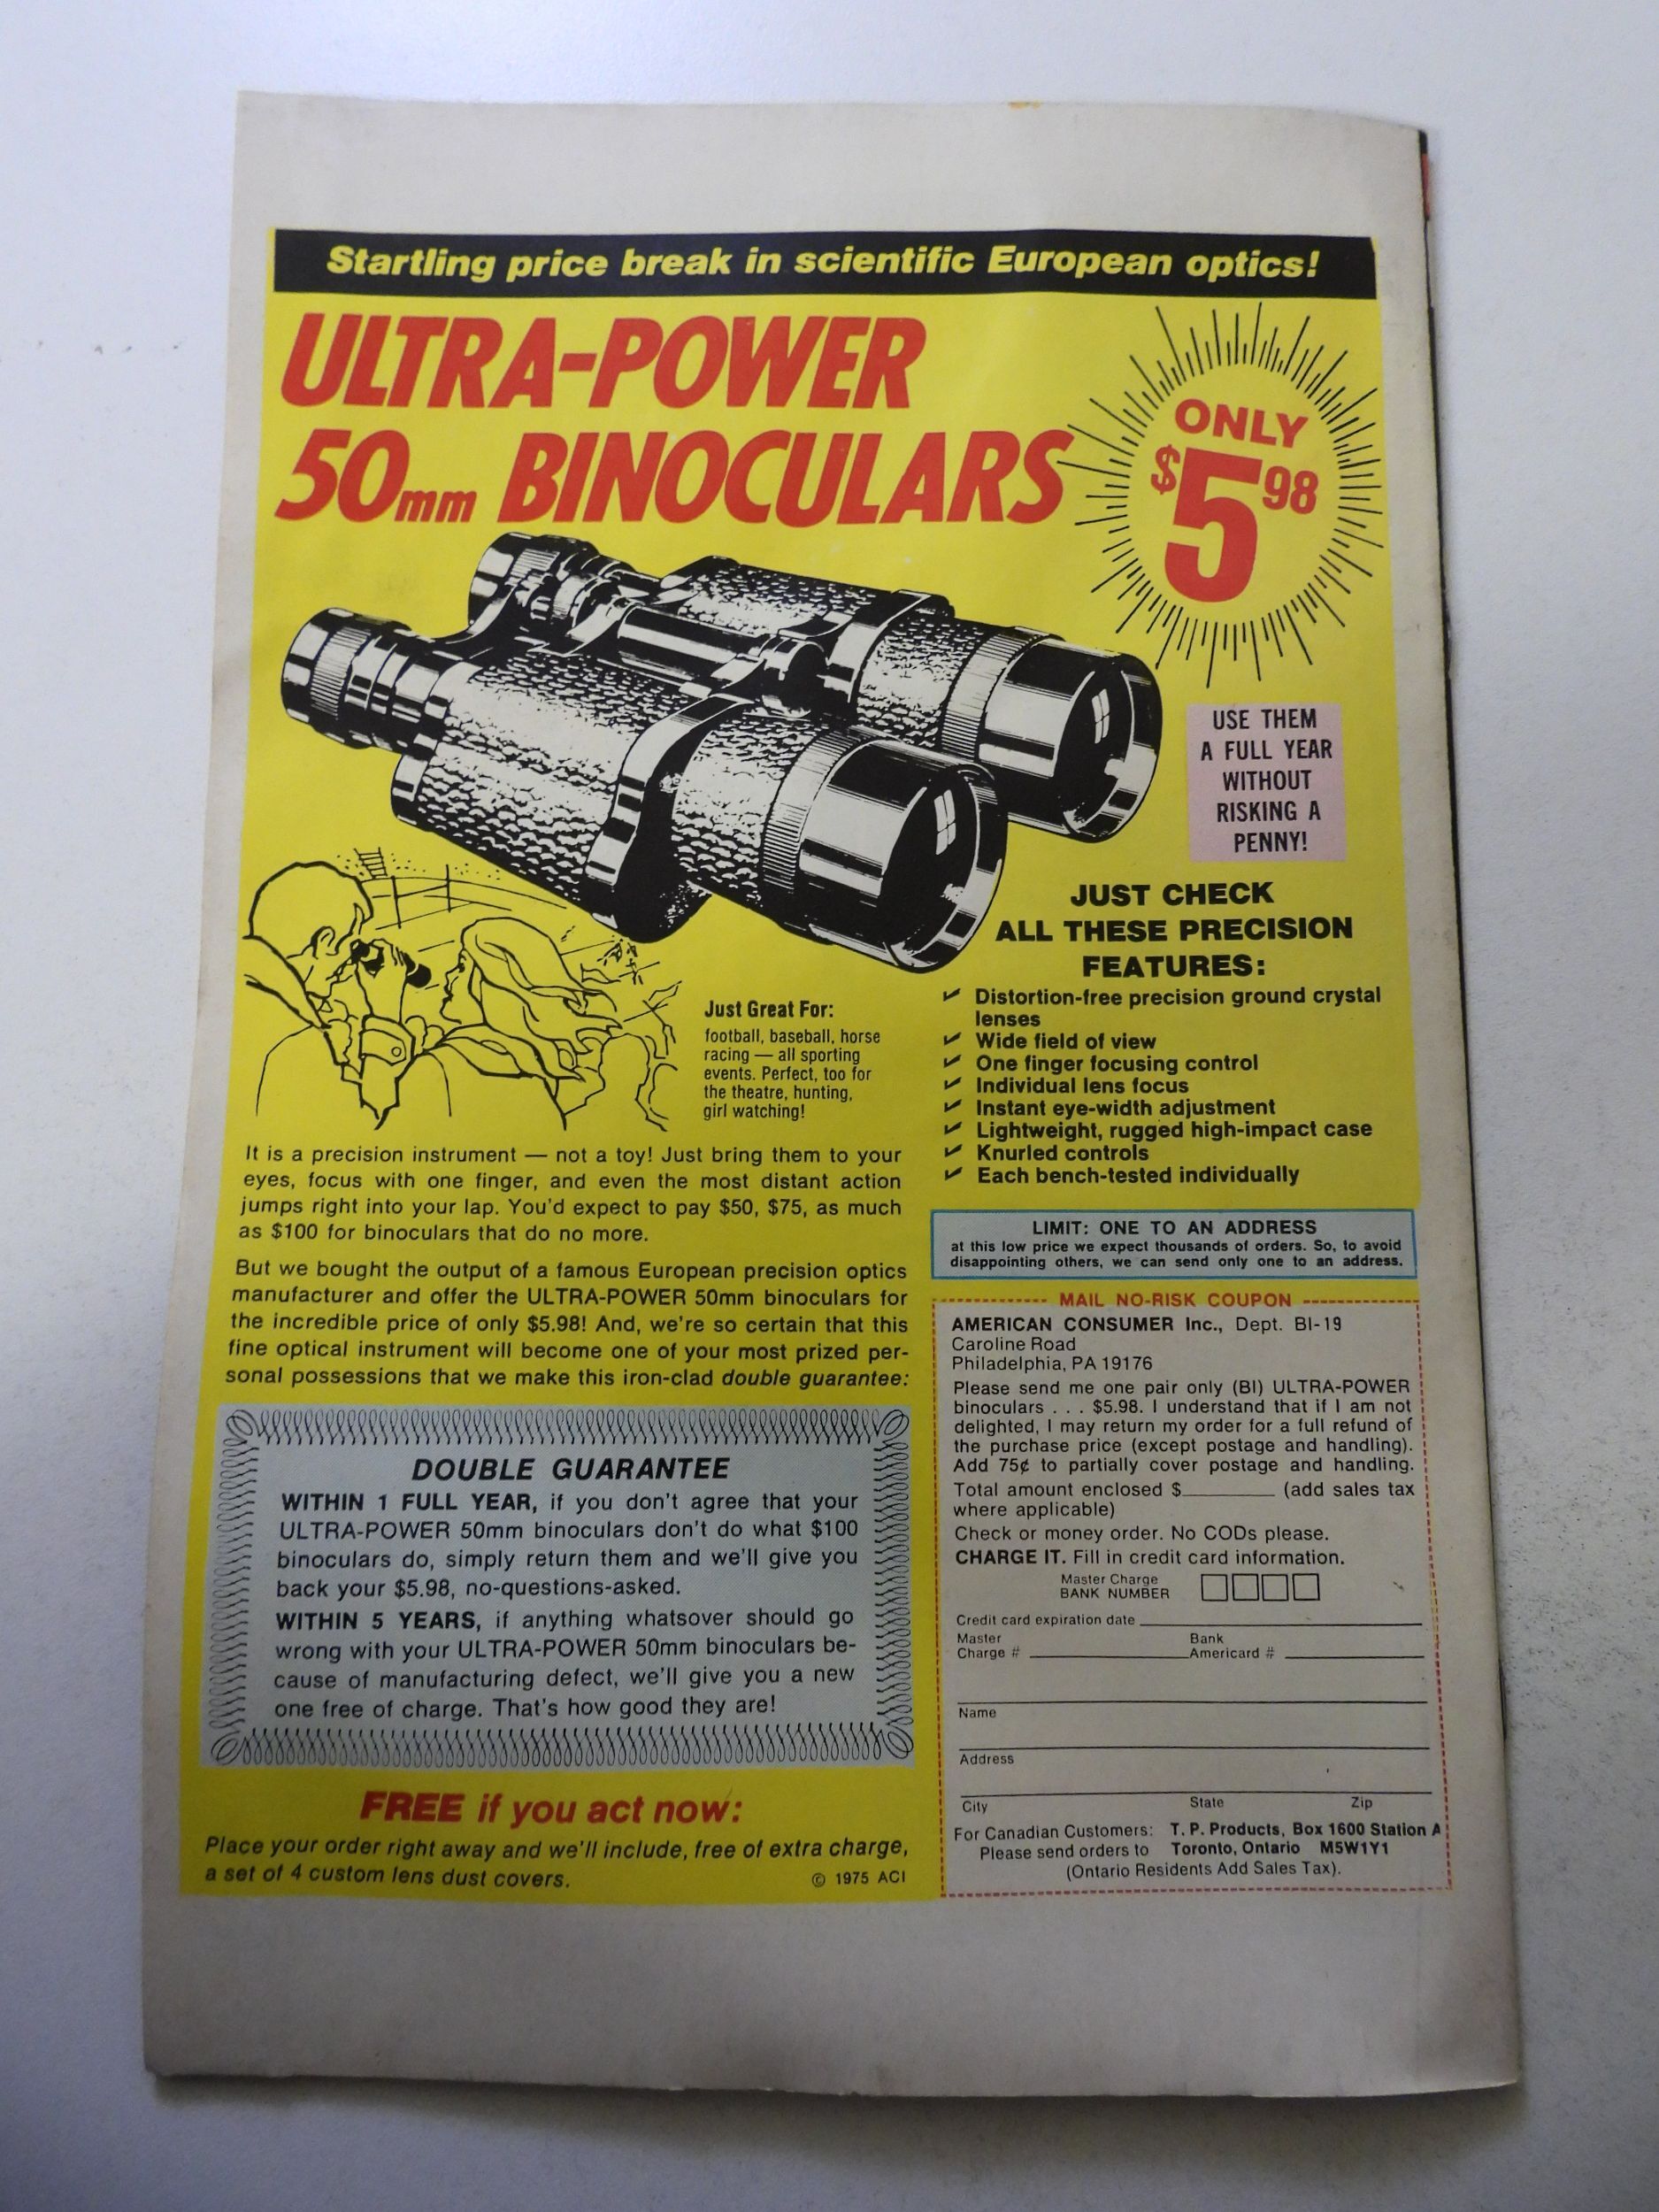 Startling price break in scientific European optics!
ULTRA-POWER
50mm BINOCULARS
ONLY
$5.98
USE THEM
A FULL YEAR
WITHOUT
RISKING A
PENNY!
JUST CHECK
ALL THESE PRECISION
FEATURES:
✓ Distortion-free precision ground crystal
lenses
✓ Wide field of view
✓ One finger focusing control
✓ Individual lens focus
✓ Instant eye-width adjustment
✓ Lightweight, rugged high-impact case
✓ Knurled controls
✓ Each bench-tested individually
Just Great For:
football, baseball, horse
racing — all sporting
events. Perfect, too for
the theatre, hunting,
girl watching!
It is a precision instrument — not a toy! Just bring them to your
eyes, focus with one finger, and even the most distant action
jumps right into your lap. You'd expect to pay $50, $75, as much
as $100 for binoculars that do no more.
But we bought the output of a famous European precision optics
manufacturer and offer the ULTRA-POWER 50mm binoculars for
the incredible price of only $5.98! And, we're so certain that this
fine optical instrument will become one of your most prized per-
sonal possessions that we make this iron-clad double guarantee:
DOUBLE GUARANTEE
WITHIN 1 FULL YEAR, if you don't agree that your
ULTRA-POWER 50mm binoculars don't do what $100
binoculars do, simply return them and we'll give you
back your $5.98, no-questions-asked.
WITHIN 5 YEARS, if anything whatsover should go
wrong with your ULTRA-POWER 50mm binoculars be-
cause of manufacturing defect, we'll give you a new
one free of charge. That's how good they are!
FREE if you act now:
Place your order right away and we'll include, free of extra charge,
a set of 4 custom lens dust covers.
© 1975 ACI
LIMIT: ONE TO AN ADDRESS
at this low price we expect thousands of orders. So, to avoid
disappointing others, we can send only one to an address.
MAIL NO-RISK COUPON
AMERICAN CONSUMER Inc., Dept. BI-19
Caroline Road
Philadelphia, PA 19176
Please send me one pair only (BI) ULTRA-POWER
binoculars . . . $5.98. I understand that if I am not
delighted, I may return my order for a full refund of
the purchase price (except postage and handling).
Add 75¢ to partially cover postage and handling.
Total amount enclosed $__________ (add sales tax
where applicable)
Check or money order. No CODs please.
CHARGE IT. Fill in credit card information.
Master Charge
BANK NUMBER
Credit card expiration date
Master
Charge #
Bank
Americard #
Name
Address
City State Zip
For Canadian Customers: T. P. Products, Box 1600 Station A
Please send orders to Toronto, Ontario M5W1Y1
(Ontario Residents Add Sales Tax).